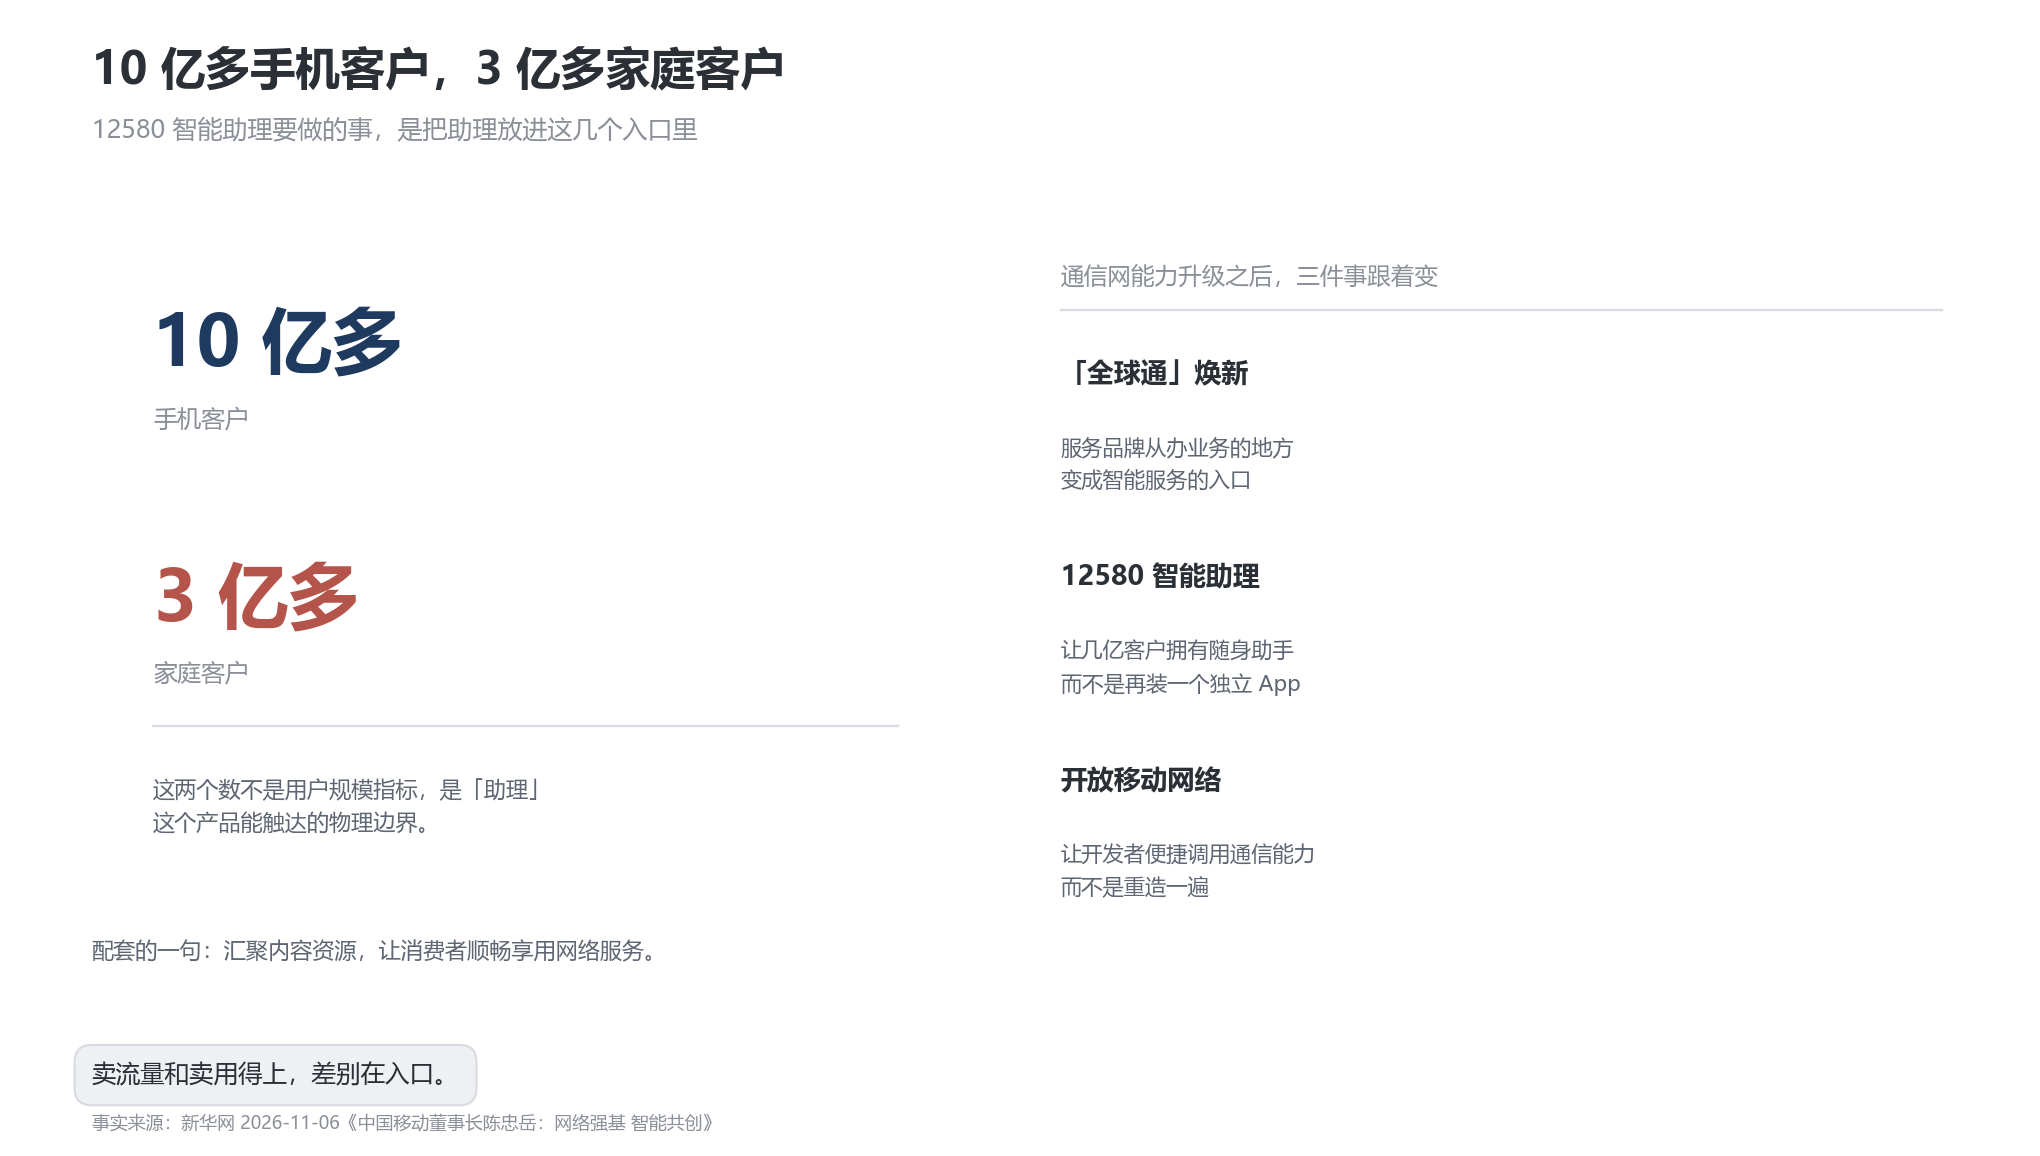 10 亿多手机客户，3 亿多家庭客户
12580 智能助理要做的事，是把助理放进这几个入口里
10 亿多
手机客户
3 亿多
家庭客户
这两个数不是用户规模指标，是「助理」
这个产品能触达的物理边界。
通信网能力升级之后，三件事跟着变
「全球通」焕新
服务品牌从办业务的地方
变成智能服务的入口
12580 智能助理
让几亿客户拥有随身助手
而不是再装一个独立 App
开放移动网络
让开发者便捷调用通信能力
而不是重造一遍
配套的一句：汇聚内容资源，让消费者顺畅享用网络服务。
卖流量和卖用得上，差别在入口。
事实来源：新华网 2026-11-06《中国移动董事长陈忠岳：网络强基 智能共创》